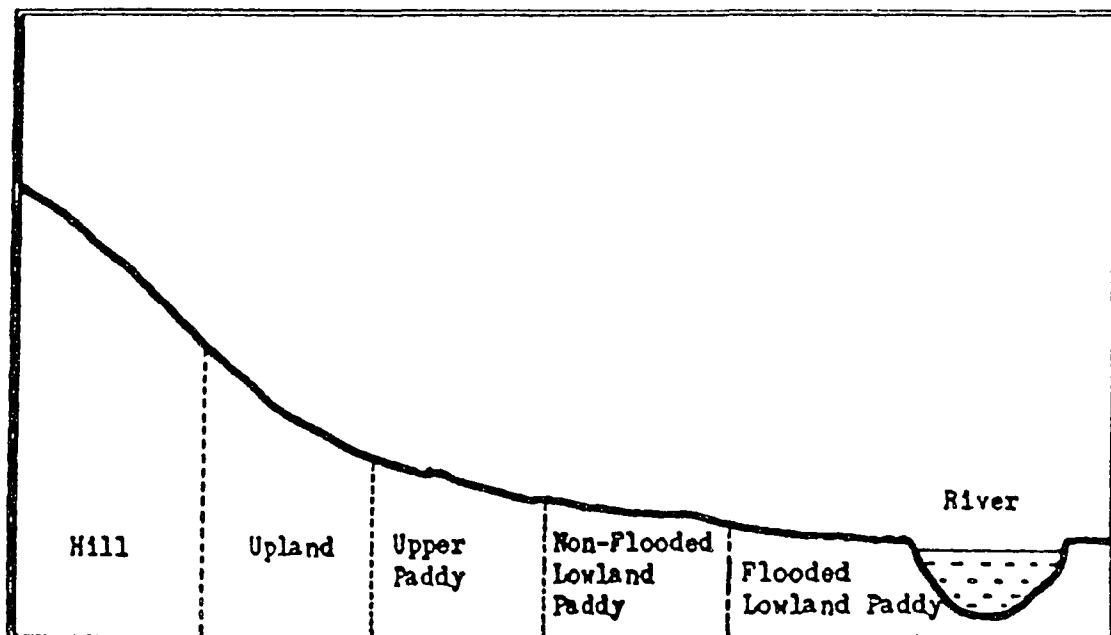 River
Hill
Upland
Upper
Paddy
Non-Flooded
Lowland
Paddy
Flooded
Lowland Paddy